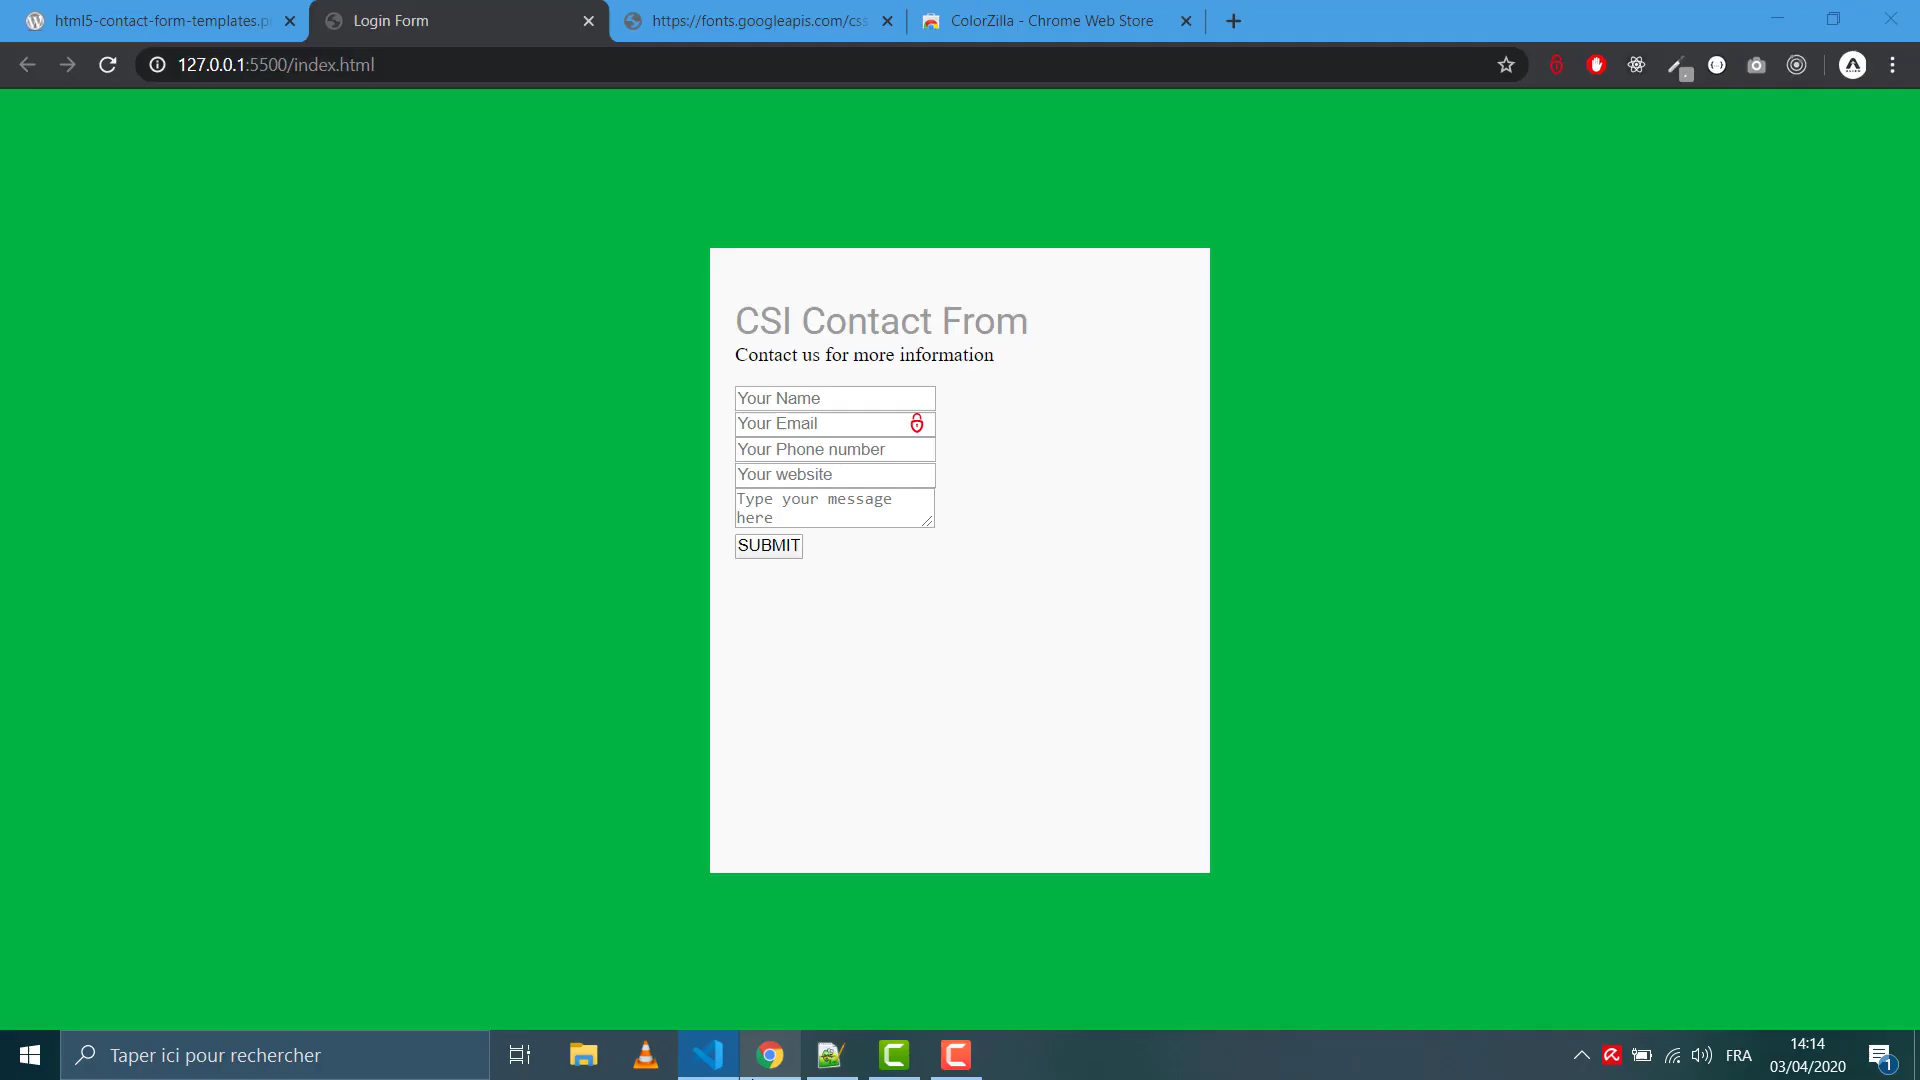 html5-contact-form-templates.p
Login Form
https://fonts.googleapis.com/css
ColorZilla - Chrome Web Store
127.0.0.1:5500/index.html
CSI Contact From
Contact us for more information
Your Name
Your Email
Your Phone number
Your website
Type your message
here
SUBMIT
Taper ici pour rechercher
FRA
14:14
03/04/2020
1